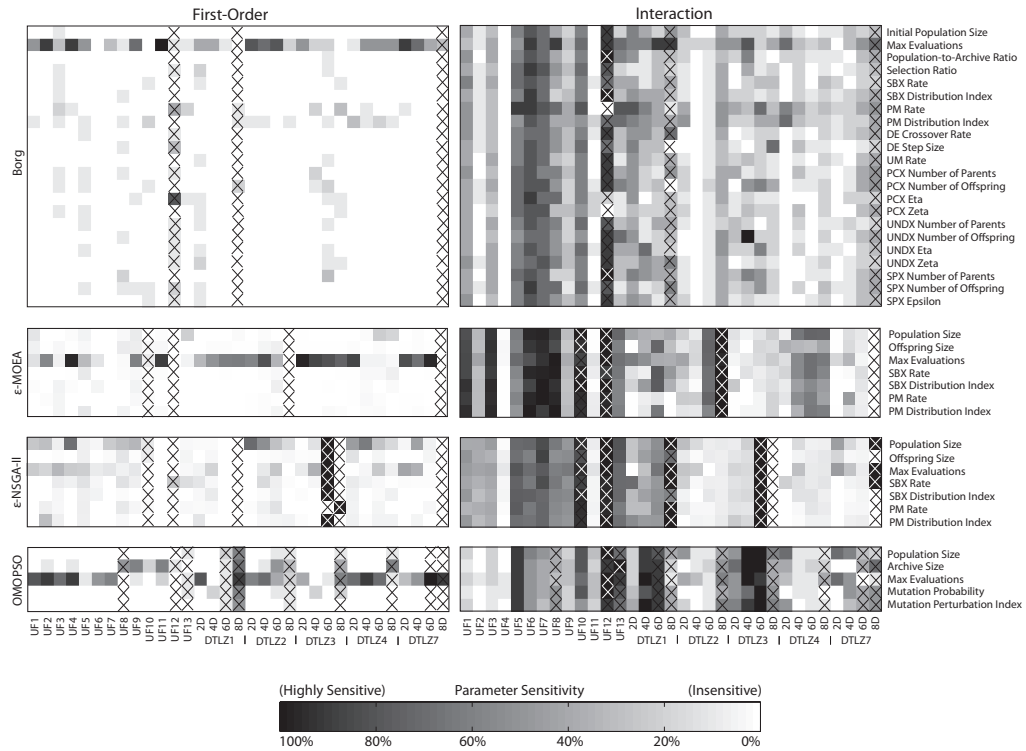 First-Order
Interaction
Borg
Initial Population Size
Max Evaluations
Population-to-Archive Ratio
Selection Ratio
SBX Rate
SBX Distribution Index
PM Rate
PM Distribution Index
DE Crossover Rate
DE Step Size
UM Rate
PCX Number of Parents
PCX Number of Offspring
PCX Eta
PCX Zeta
UNDX Number of Parents
UNDX Number of Offspring
UNDX Eta
UNDX Zeta
SPX Number of Parents
SPX Number of Offspring
SPX Epsilon
ε-MOEA
Population Size
Offspring Size
Max Evaluations
SBX Rate
SBX Distribution Index
PM Rate
PM Distribution Index
ε-NSGA-II
Population Size
Offspring Size
Max Evaluations
SBX Rate
SBX Distribution Index
PM Rate
PM Distribution Index
OMOPSO
Population Size
Archive Size
Max Evaluations
Mutation Probability
Mutation Perturbation Index
UF1 UF2 UF3 UF4 UF5 UF6 UF7 UF8 UF9 UF10 UF11 UF12 UF13 2D 4D 6D 8D 2D 4D 6D 8D 2D 4D 6D 8D 2D 4D 6D 8D 2D 4D 6D 8D
DTLZ1 | DTLZ2 | DTLZ3 | DTLZ4 | DTLZ7
UF1 UF2 UF3 UF4 UF5 UF6 UF7 UF8 UF9 UF10 UF11 UF12 UF13 2D 4D 6D 8D 2D 4D 6D 8D 2D 4D 6D 8D 2D 4D 6D 8D 2D 4D 6D 8D
DTLZ1 | DTLZ2 | DTLZ3 | DTLZ4 | DTLZ7
(Highly Sensitive) Parameter Sensitivity (Insensitive)
100% 80% 60% 40% 20% 0%